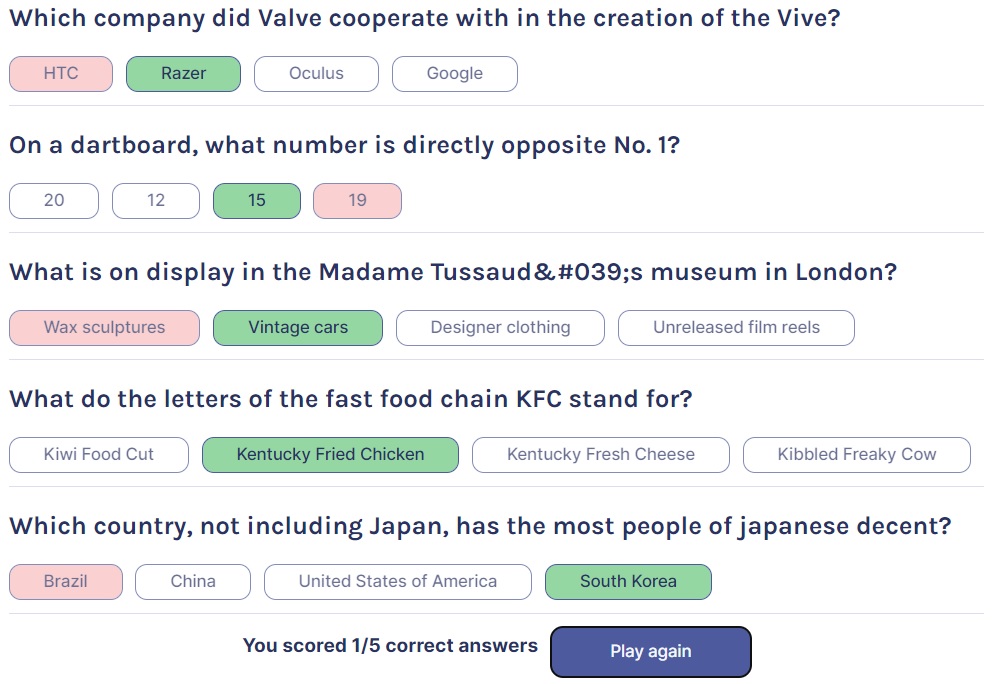 Which company did Valve cooperate with in the creation of the Vive?
HTC Razer Oculus Google
On a dartboard, what number is directly opposite No. 1?
20 12 15 19
What is on display in the Madame Tussaud&#039;s museum in London?
Wax sculptures Vintage cars Designer clothing Unreleased film reels
What do the letters of the fast food chain KFC stand for?
Kiwi Food Cut Kentucky Fried Chicken Kentucky Fresh Cheese Kibbled Freaky Cow
Which country, not including Japan, has the most people of japanese decent?
Brazil China United States of America South Korea
You scored 1/5 correct answers Play again